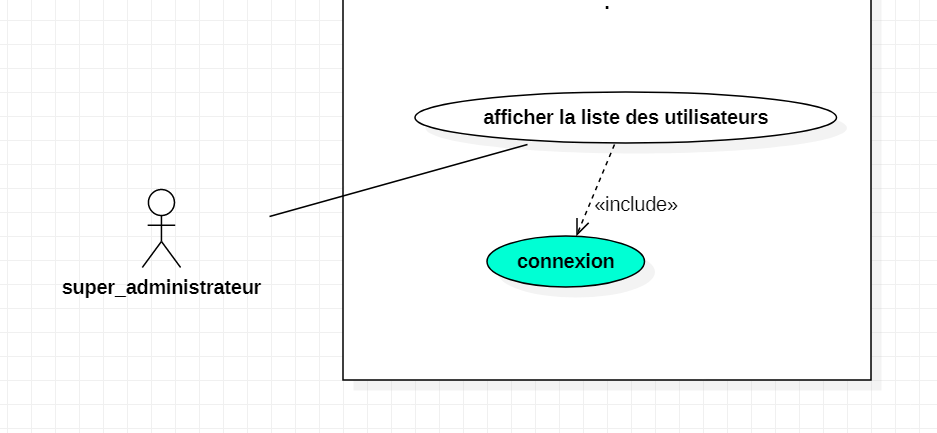 .
afficher la liste des utilisateurs
«include»
connexion
super_administrateur